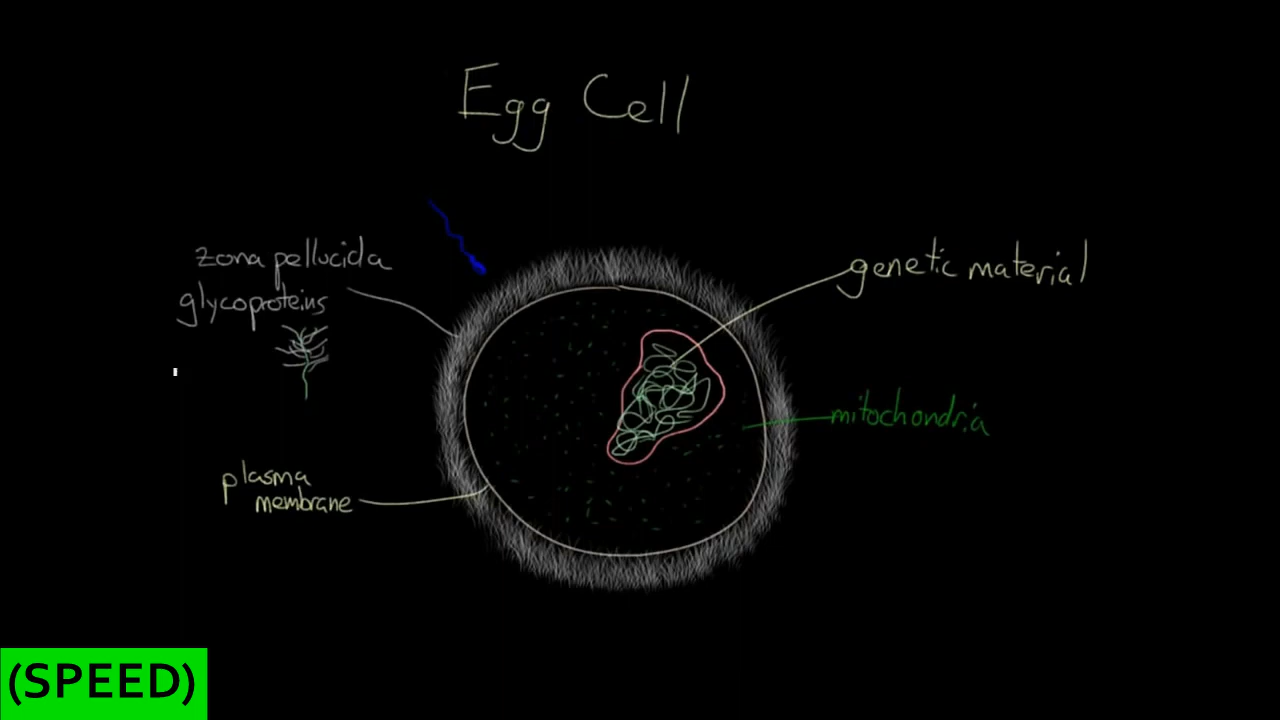 Egg Cell
zona pellucida
glycoproteins
genetic material
mitochondria
plasma
membrane
(SPEED)